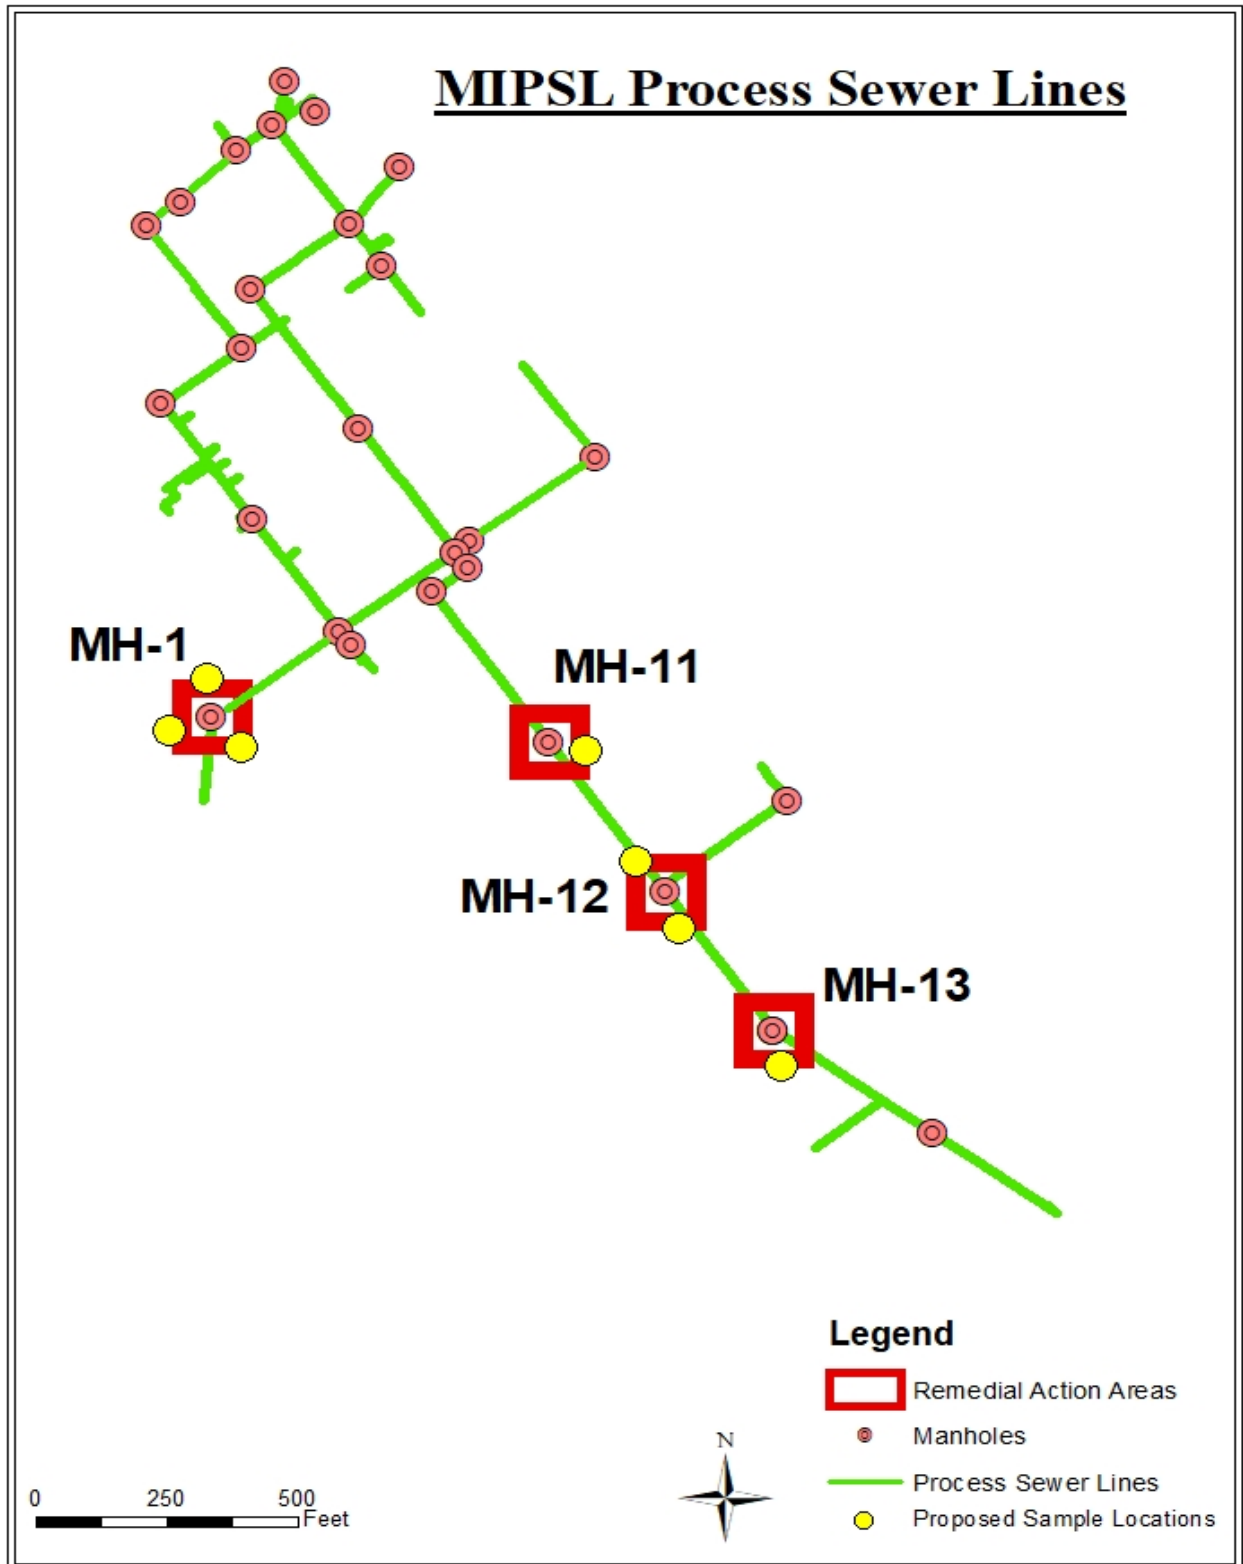 MIPSL Process Sewer Lines
MH-1
MH-11
MH-12
MH-13
Legend
Remedial Action Areas
Manholes
Process Sewer Lines
Proposed Sample Locations
N
0 250 500
Feet